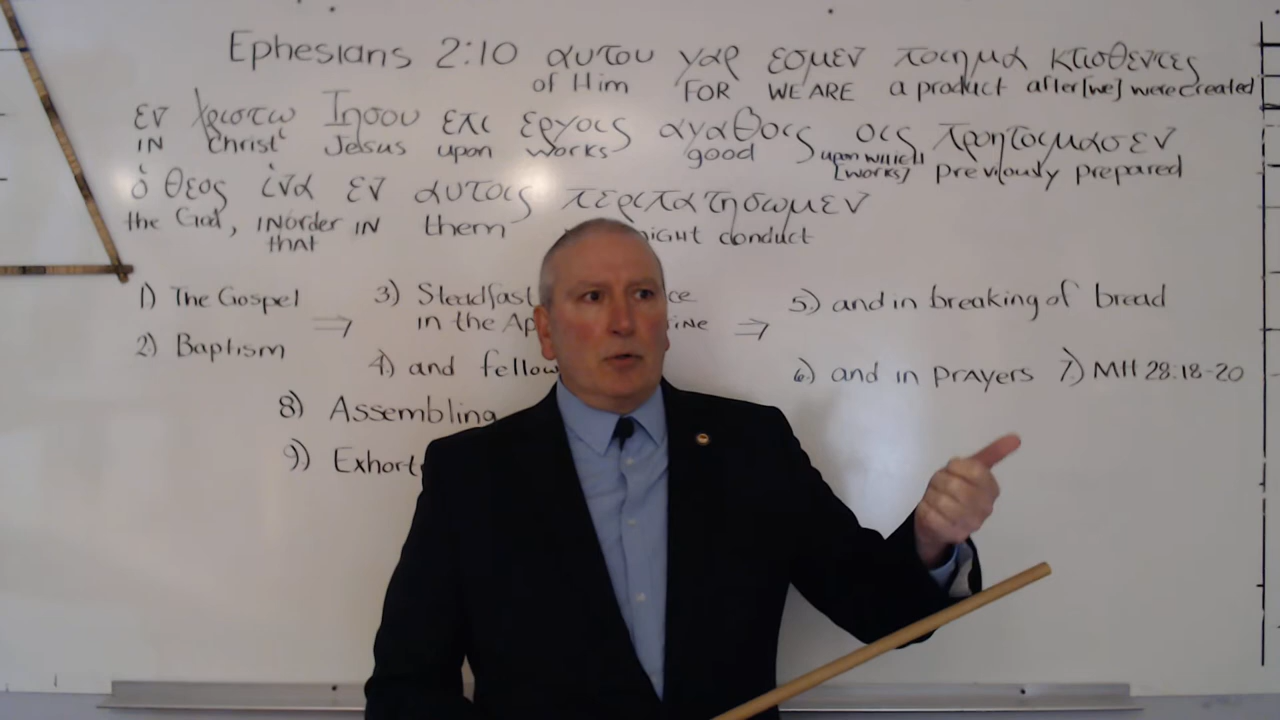 Ephesians 2:10 αυτου γαρ εσμεν ποιημα κτισθεντες
of Him FOR WE ARE a product after [we] were created
εν Χριστω Ιησου επι εργοις αγαθοις οις προητοιμασεν
IN Christ Jesus upon works good upon which [works] previously prepared
ὁ θεος ἱνα εν αυτοις περιπατησωμεν
the God, INorder that IN them might conduct
1) The Gospel
2) Baptism
⇒
3) Steadfast
in the Ap
4) and fellow
⇒
5) and in breaking of bread
6) and in prayers 7) Mtt 28:18-20
8) Assembling
9) Exhort